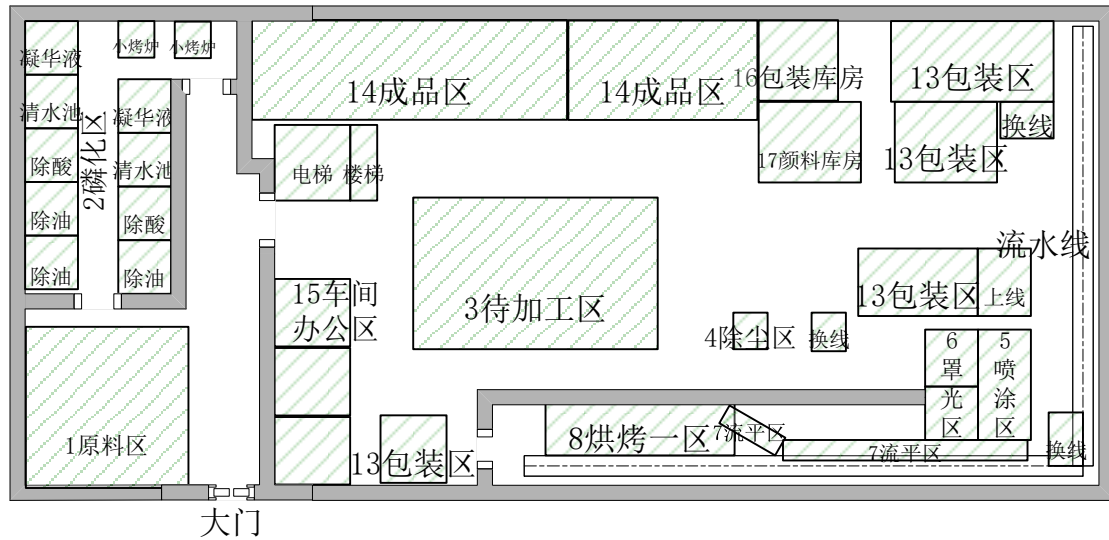 凝华液
小烤炉
小烤炉
14成品区
14成品区
16包装库房
13包装区
清水池
凝华液
换线
除酸
2磷化区
清水池
电梯
楼梯
17颜料库房
13包装区
除油
除酸
除油
除油
流水线
15车间
办公区
3待加工区
13包装区
上线
4除尘区
换线
6罩光区
5喷涂区
1原料区
13包装区
8烘烤一区
7流平区
7流平区
换线
大门